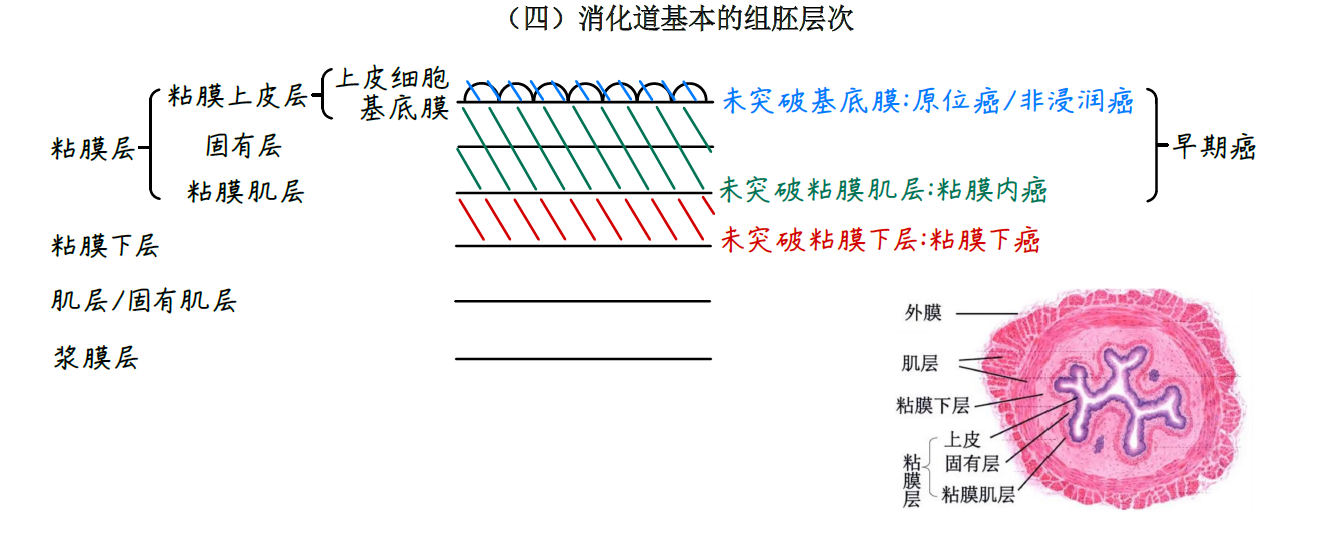 （四）消化道基本的组胚层次
粘膜层
粘膜上皮层
上皮细胞
基底膜
固有层
粘膜肌层
粘膜下层
肌层/固有肌层
浆膜层
未突破基底膜:原位癌/非浸润癌
未突破粘膜肌层:粘膜内癌
早期癌
未突破粘膜下层:粘膜下癌
外膜
肌层
粘膜下层
粘膜层
上皮
固有层
粘膜肌层